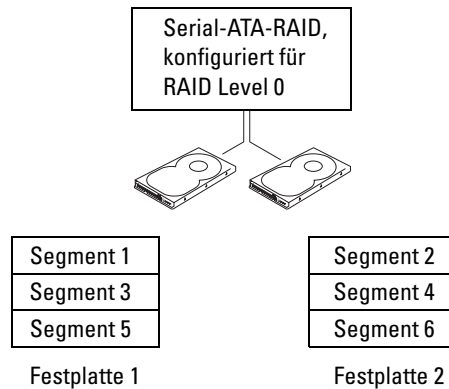 Serial-ATA-RAID,
konfiguriert für
RAID Level 0
Segment 1
Segment 3
Segment 5
Festplatte 1
Segment 2
Segment 4
Segment 6
Festplatte 2